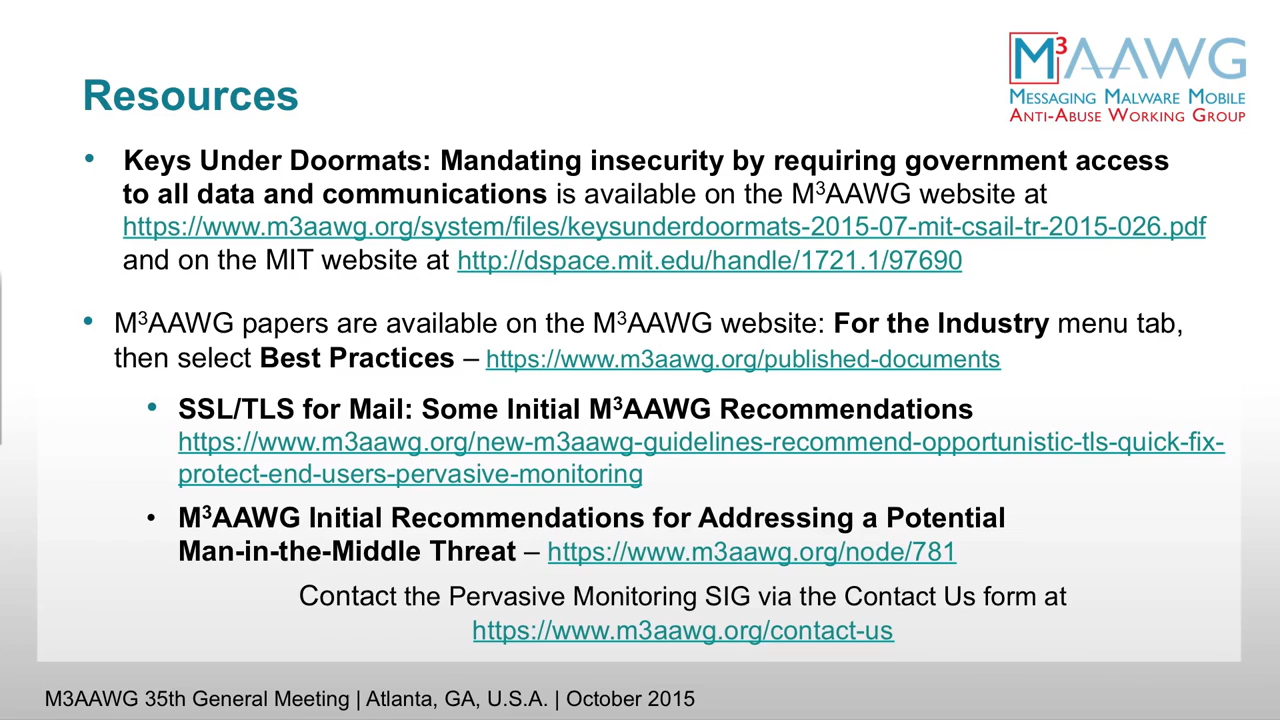 M³AAWG
MESSAGING MALWARE MOBILE
ANTI-ABUSE WORKING GROUP
Resources
• Keys Under Doormats: Mandating insecurity by requiring government access
to all data and communications is available on the M³AAWG website at
https://www.m3aawg.org/system/files/keysunderdoormats-2015-07-mit-csail-tr-2015-026.pdf
and on the MIT website at http://dspace.mit.edu/handle/1721.1/97690
• M³AAWG papers are available on the M³AAWG website: For the Industry menu tab,
then select Best Practices – https://www.m3aawg.org/published-documents
• SSL/TLS for Mail: Some Initial M³AAWG Recommendations
https://www.m3aawg.org/new-m3aawg-guidelines-recommend-opportunistic-tls-quick-fix-
protect-end-users-pervasive-monitoring
• M³AAWG Initial Recommendations for Addressing a Potential
Man-in-the-Middle Threat – https://www.m3aawg.org/node/781
Contact the Pervasive Monitoring SIG via the Contact Us form at
https://www.m3aawg.org/contact-us
M3AAWG 35th General Meeting | Atlanta, GA, U.S.A. | October 2015